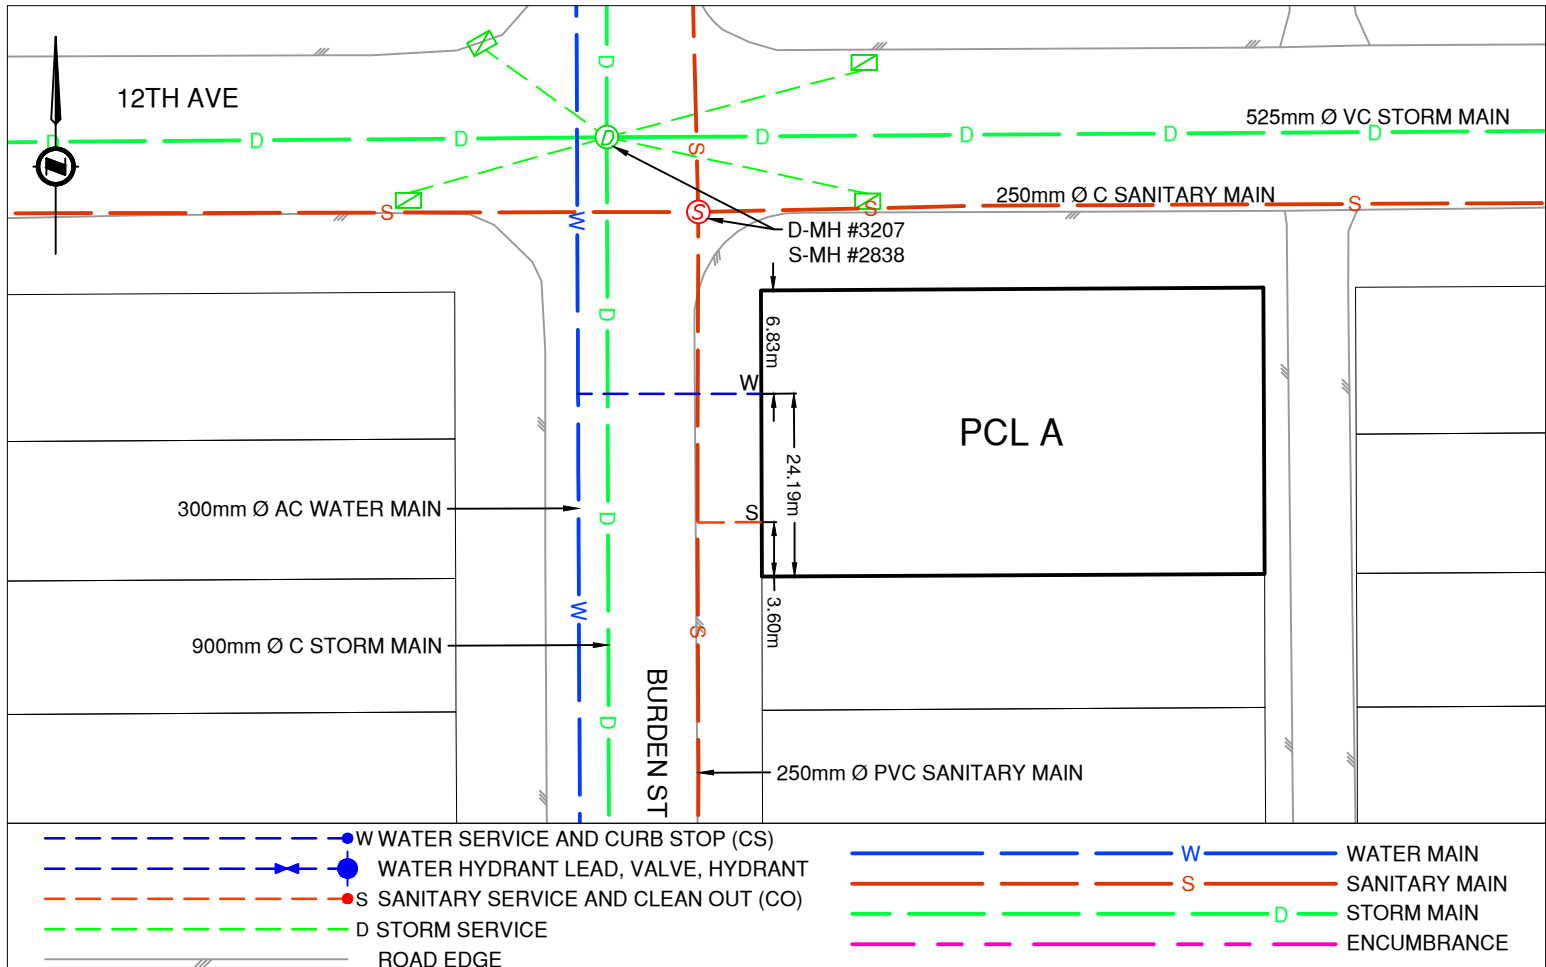 12TH AVE
525mm Ø VC STORM MAIN
250mm Ø C SANITARY MAIN
D-MH #3207
S-MH #2838
6.83m
W
PCL A
24.19m
S
300mm Ø AC WATER MAIN
3.60m
900mm Ø C STORM MAIN
BURDEN ST
250mm Ø PVC SANITARY MAIN
D
D
D
D
D
D
D
D
D
D
D
D
D
S
S
S
S
S
S
W
W
N
W WATER SERVICE AND CURB STOP (CS)
WATER HYDRANT LEAD, VALVE, HYDRANT
S SANITARY SERVICE AND CLEAN OUT (CO)
D STORM SERVICE
ROAD EDGE
W WATER MAIN
S SANITARY MAIN
D STORM MAIN
ENCUMBRANCE